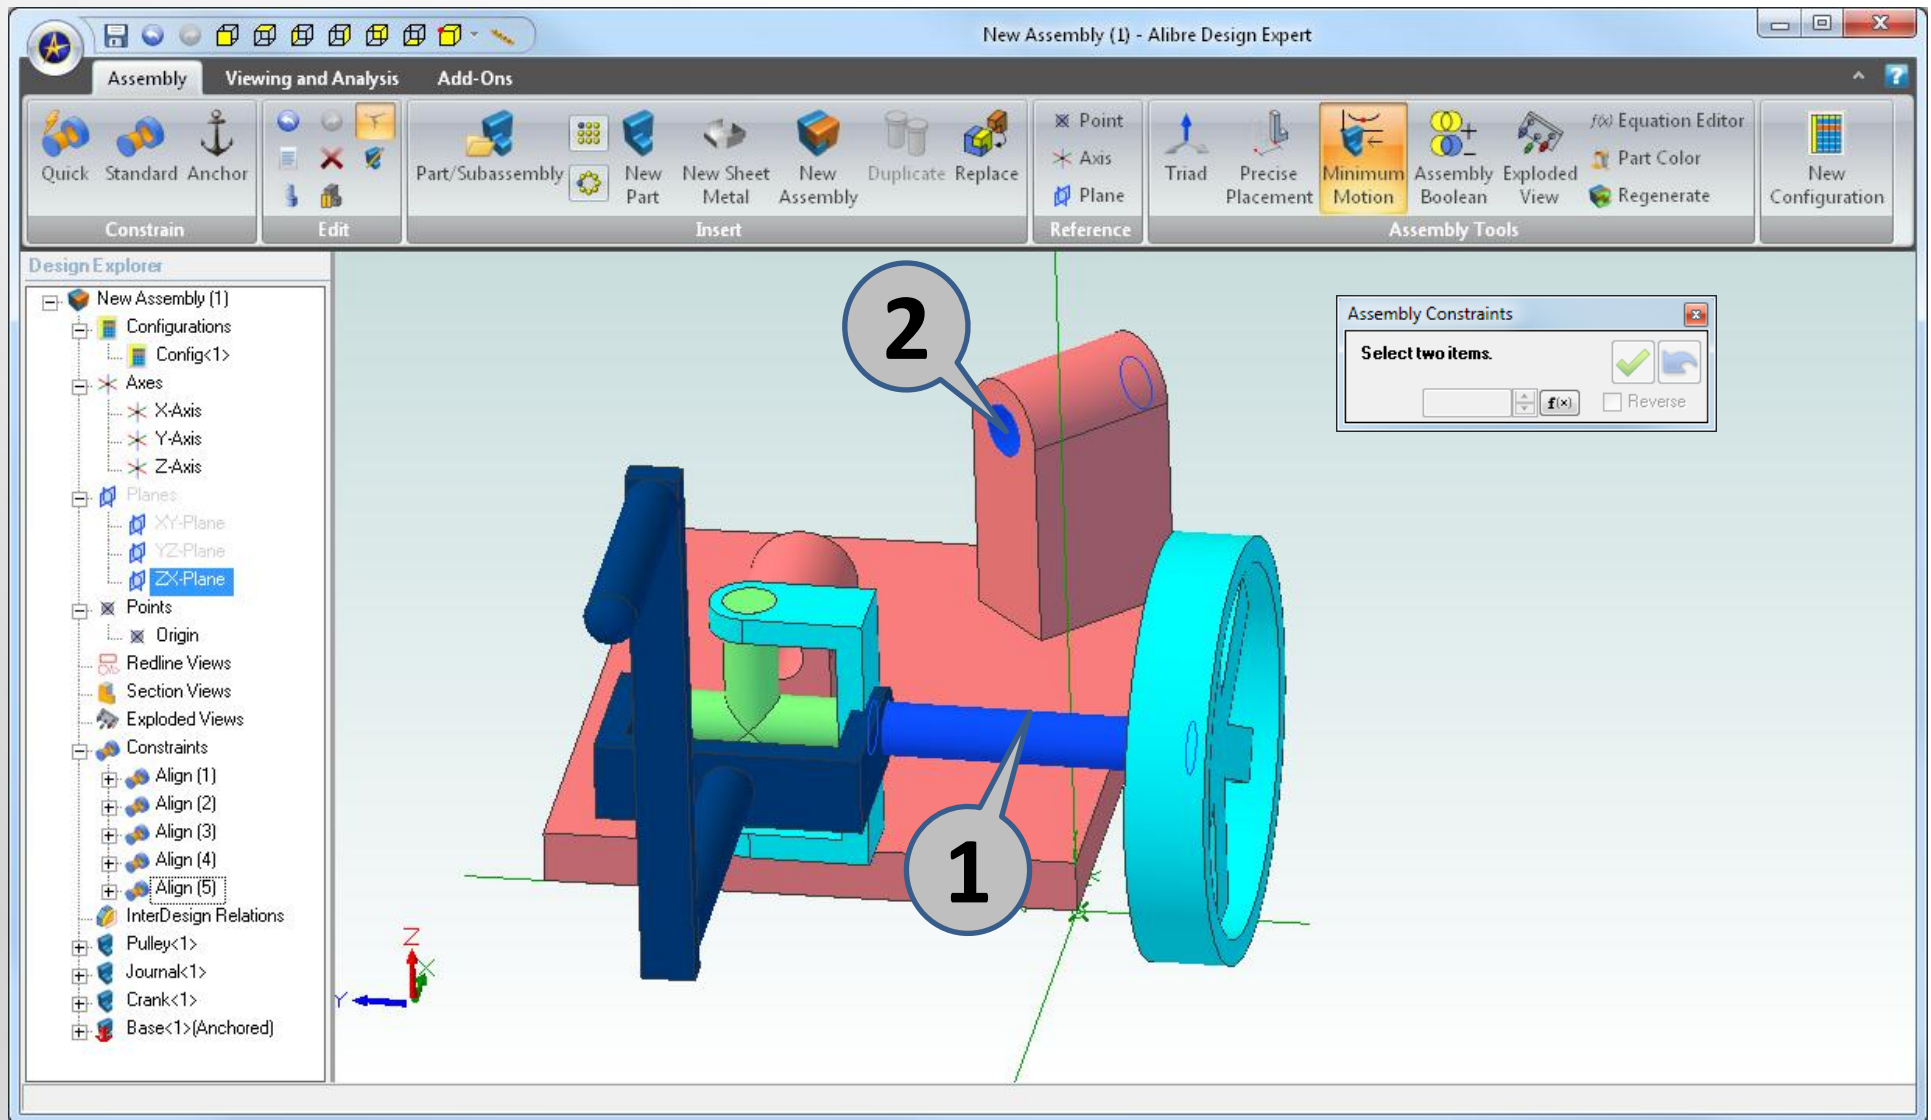 New Assembly (1) - Alibre Design Expert
Assembly Viewing and Analysis Add-Ons
Quick Standard Anchor
Constrain
Edit
Part/Subassembly
New Part
New Sheet Metal
New Assembly
Duplicate
Replace
Insert
Point
Axis
Plane
Reference
Triad
Precise Placement
Minimum Motion
Assembly Boolean
Exploded View
f(x) Equation Editor
Part Color
Regenerate
Assembly Tools
New Configuration
Design Explorer
New Assembly (1)
Configurations
Config<1>
Axes
X-Axis
Y-Axis
Z-Axis
Planes
XY-Plane
YZ-Plane
ZX-Plane
Points
Origin
Redline Views
Section Views
Exploded Views
Constraints
Align (1)
Align (2)
Align (3)
Align (4)
Align (5)
InterDesign Relations
Pulley<1>
Journal<1>
Crank<1>
Base<1>(Anchored)
2
1
Z
X
Y
Assembly Constraints
Select two items.
f(x)
Reverse